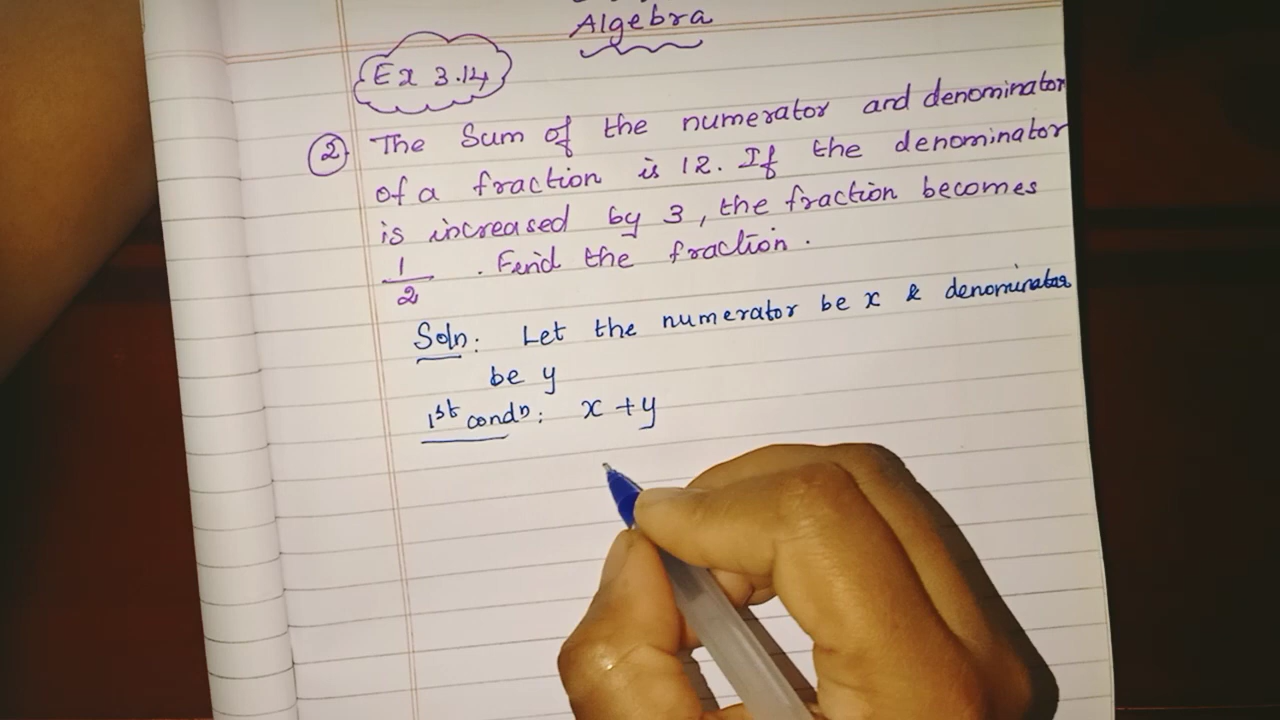 Algebra
Ex 3.14
② The Sum of the numerator and denominator
of a fraction is 12. If the denominator
is increased by 3, the fraction becomes
1/2 . Find the fraction.
Soln: Let the numerator be x & denominator
be y
1st condn: x + y